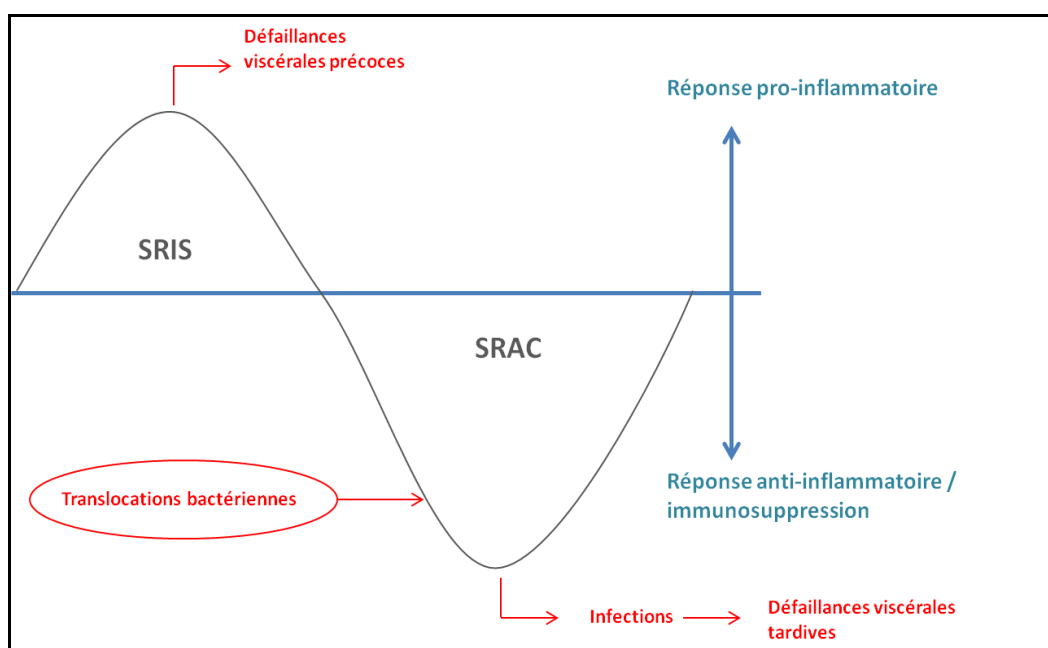 Défaillances
viscérales précoces
Réponse pro-inflammatoire
SRIS
SRAC
Translocations bactériennes
Réponse anti-inflammatoire /
immunosuppression
Infections
Défaillances viscérales
tardives